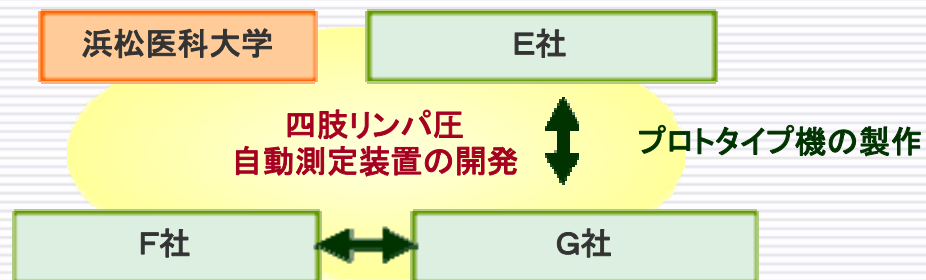 浜松医科大学
E社
四肢リンパ圧
自動測定装置の開発
プロトタイプ機の製作
F社
G社